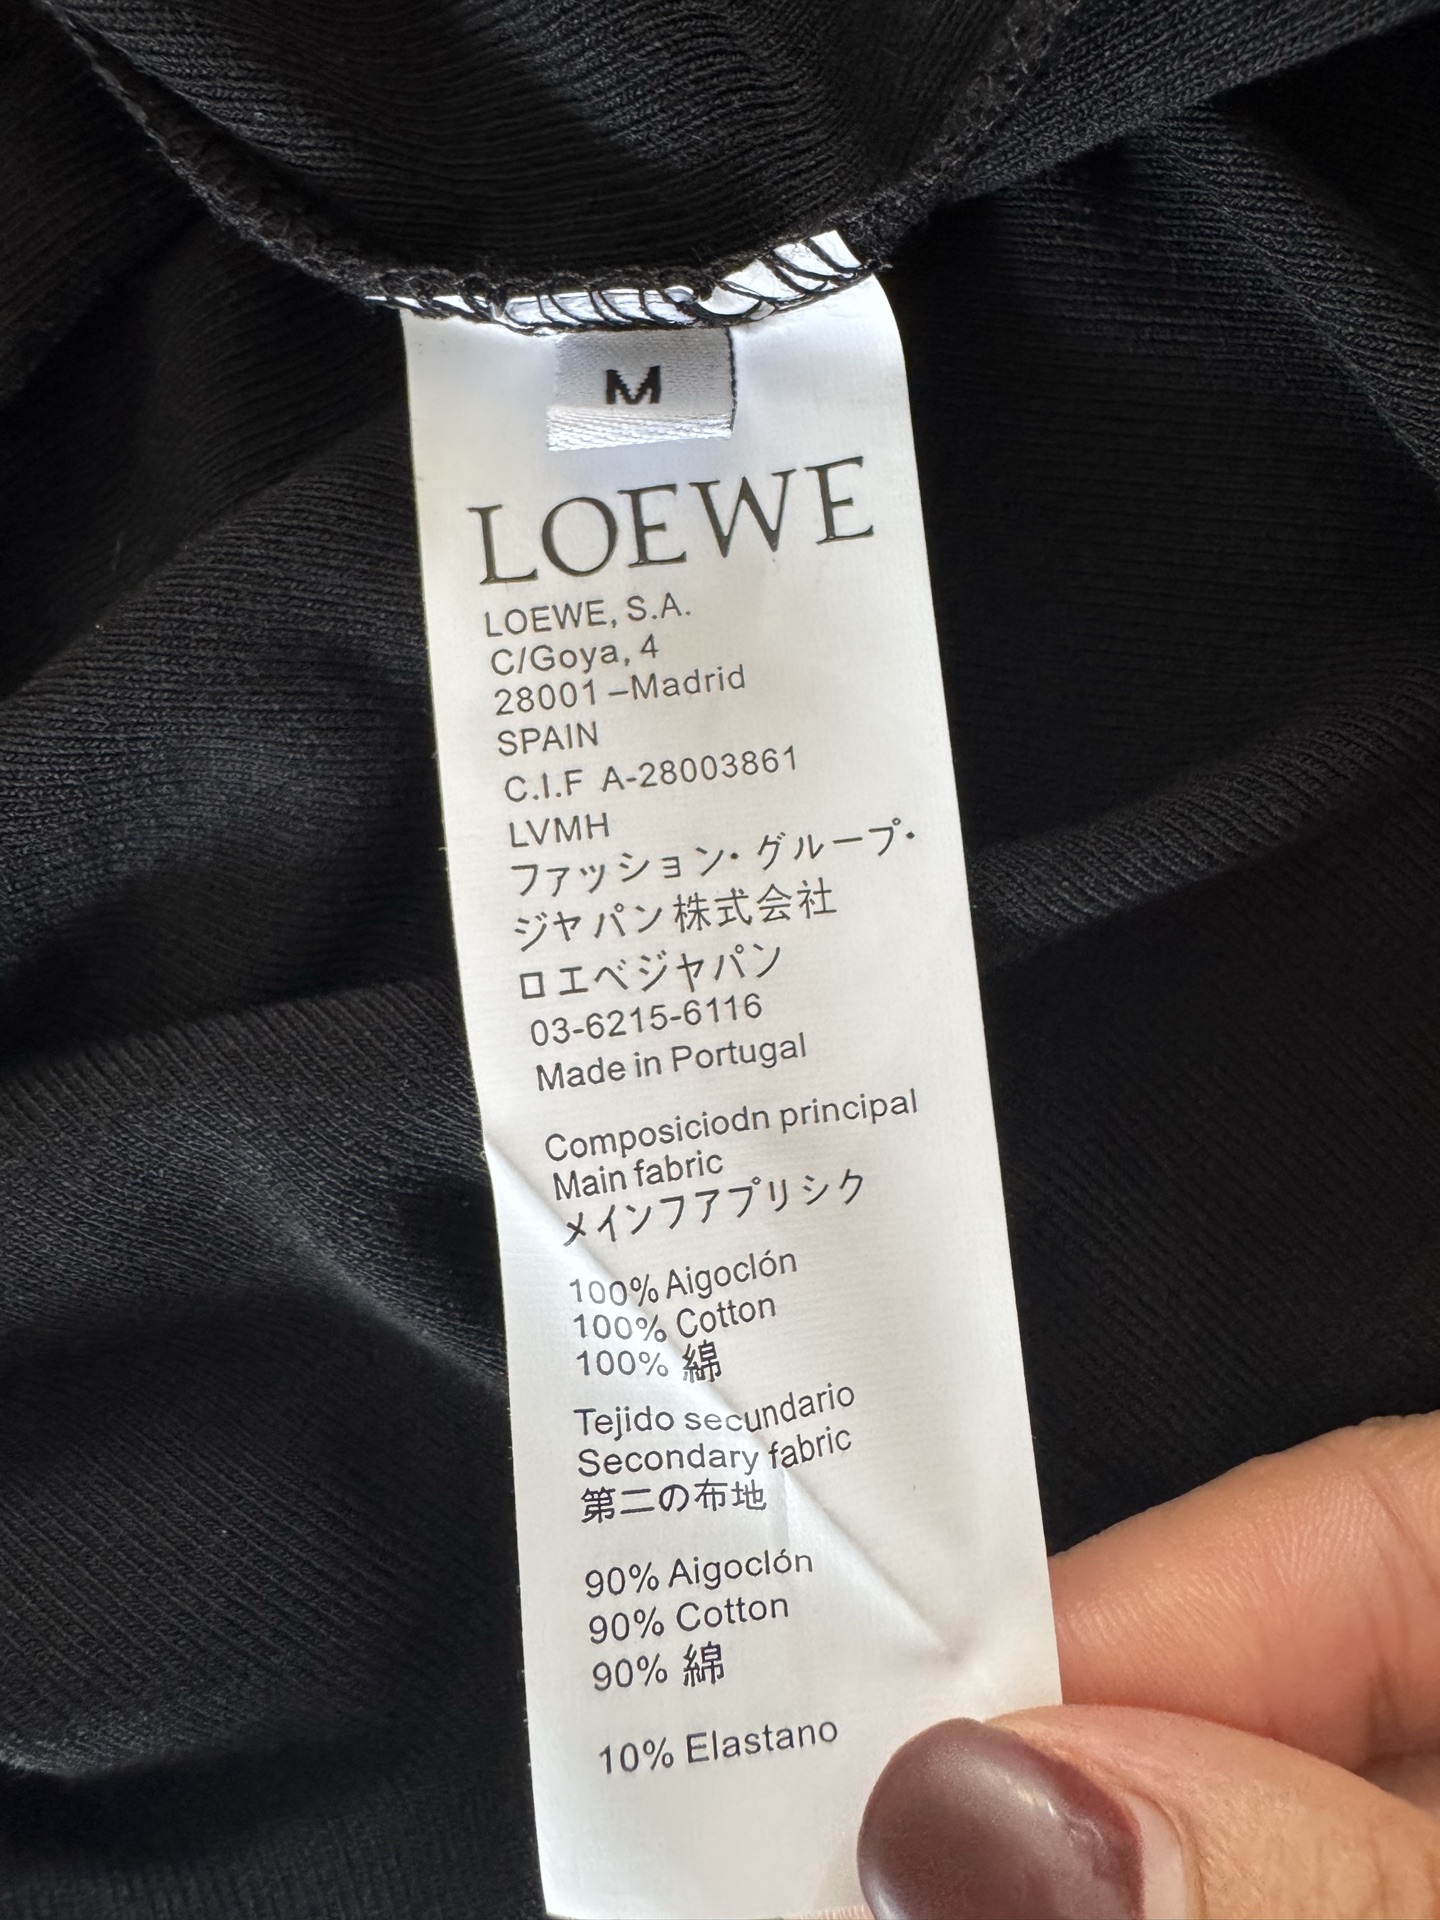 M
LOEWE
LOEWE, S.A.
C/Goya, 4
28001 –Madrid
SPAIN
C.I.F A-28003861
LVMH
ファッション・グループ・
ジャパン株式会社
ロエベジャパン
03-6215-6116
Made in Portugal
Composiciodn principal
Main fabric
メインフアプリシク
100% Aigoclón
100% Cotton
100% 綿
Tejido secundario
Secondary fabric
第二の布地
90% Aigoclón
90% Cotton
90% 綿
10% Elastano